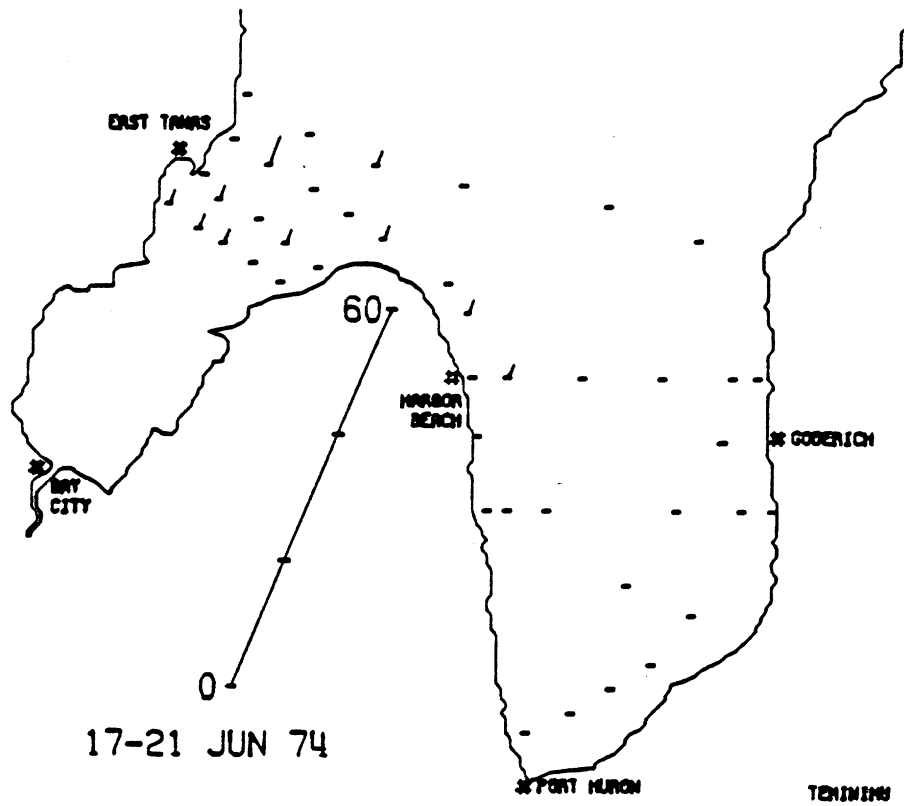 EAST TAWAS
60
HARBOR
BEACH
GODERICH
BAY
CITY
0
17-21 JUN 74
PORT HURON